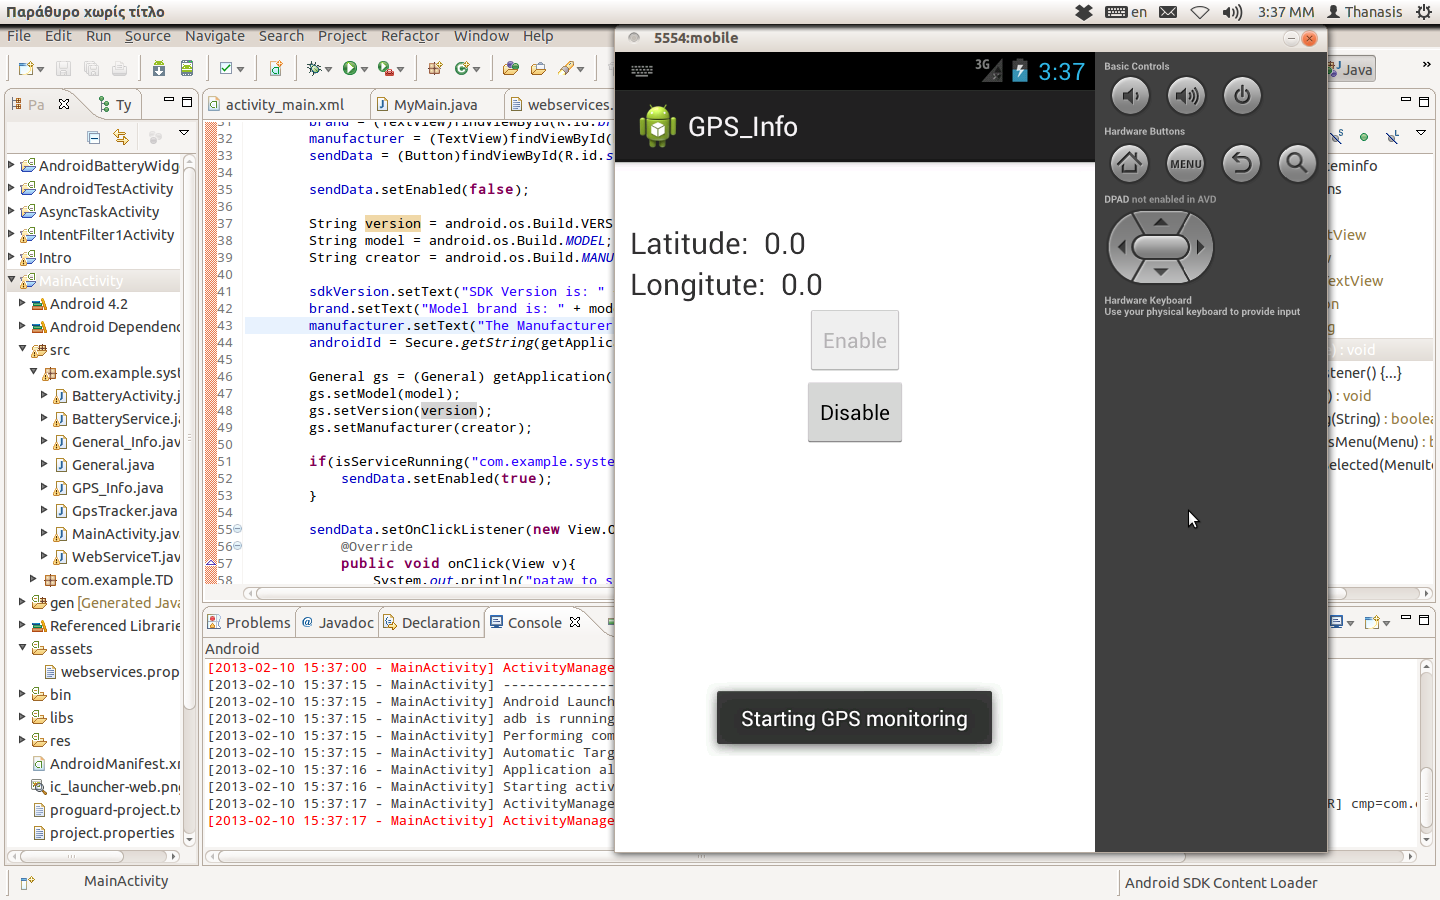 Παράθυρο χωρίς τίτλο
en
3:37 ΜΜ
Thanasis
File Edit Run Source Navigate Search Project Refactor Window Help
5554:mobile
Java
»
Pa
Ty
activity_main.xml
MyMain.java
webservices.
AndroidBatteryWidg
AndroidTestActivity
AsyncTaskActivity
IntentFilter1Activity
Intro
MainActivity
Android 4.2
Android Dependenc
src
com.example.syst
BatteryActivity.j
BatteryService.ja
General_Info.jav
General.java
GPS_Info.java
GpsTracker.java
MainActivity.jav
WebServiceT.jav
com.example.TD
gen [Generated Java
Referenced Librarie
assets
webservices.prop
bin
libs
res
AndroidManifest.xn
ic_launcher-web.png
proguard-project.tx
project.properties
31 brand = (TextView)findViewById(R.id.br
32 manufacturer = (TextView)findViewById(
33 sendData = (Button)findViewById(R.id.s
34
35 sendData.setEnabled(false);
36
37 String version = android.os.Build.VERS
38 String model = android.os.Build.MODEL;
39 String creator = android.os.Build.MANU
40
41 sdkVersion.setText("SDK Version is: "
42 brand.setText("Model brand is: " + mod
43 manufacturer.setText("The Manufacturer
44 androidId = Secure.getString(getApplic
45
46 General gs = (General) getApplication(
47 gs.setModel(model);
48 gs.setVersion(version);
49 gs.setManufacturer(creator);
50
51 if(isServiceRunning("com.example.syste
52 sendData.setEnabled(true);
53 }
54
55 sendData.setOnClickListener(new View.O
56 @Override
57 public void onClick(View v){
58 System.out.println("pataw to s
3G
3:37
GPS_Info
Latitude: 0.0
Longitute: 0.0
Enable
Disable
Starting GPS monitoring
Basic Controls
Hardware Buttons
MENU
DPAD not enabled in AVD
Hardware Keyboard
Use your physical keyboard to provide input
teminfo
ns
tView
v
TextView
on
g
) : void
stener() {...}
) : void
g(String) : boolea
sMenu(Menu) : b
elected(MenuIte
Problems
@ Javadoc
Declaration
Console
Android
[2013-02-10 15:37:00 - MainActivity] ActivityManage
[2013-02-10 15:37:15 - MainActivity] --------------
[2013-02-10 15:37:15 - MainActivity] Android Launch
[2013-02-10 15:37:15 - MainActivity] adb is running
[2013-02-10 15:37:15 - MainActivity] Performing com
[2013-02-10 15:37:15 - MainActivity] Automatic Targ
[2013-02-10 15:37:16 - MainActivity] Application al
[2013-02-10 15:37:16 - MainActivity] Starting activ
[2013-02-10 15:37:17 - MainActivity] ActivityManage
R] cmp=com.e
[2013-02-10 15:37:17 - MainActivity] ActivityManage
MainActivity
Android SDK Content Loader